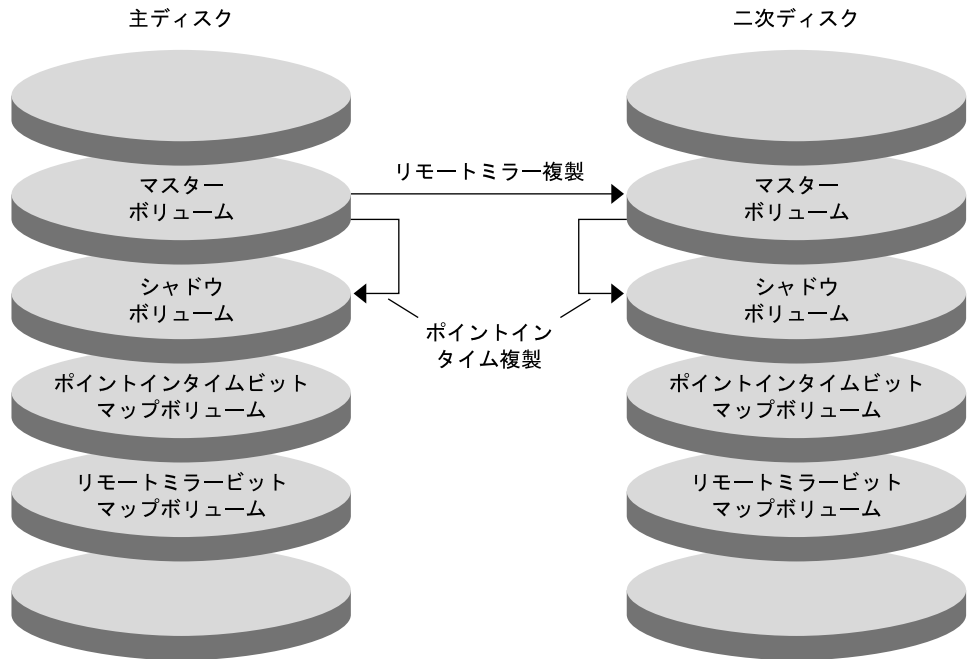 主ディスク
二次ディスク
マスター
ボリューム
リモートミラー複製
マスター
ボリューム
シャドウ
ボリューム
ポイントイン
タイム複製
シャドウ
ボリューム
ポイントインタイムビット
マップボリューム
ポイントインタイムビット
マップボリューム
リモートミラービット
マップボリューム
リモートミラービット
マップボリューム